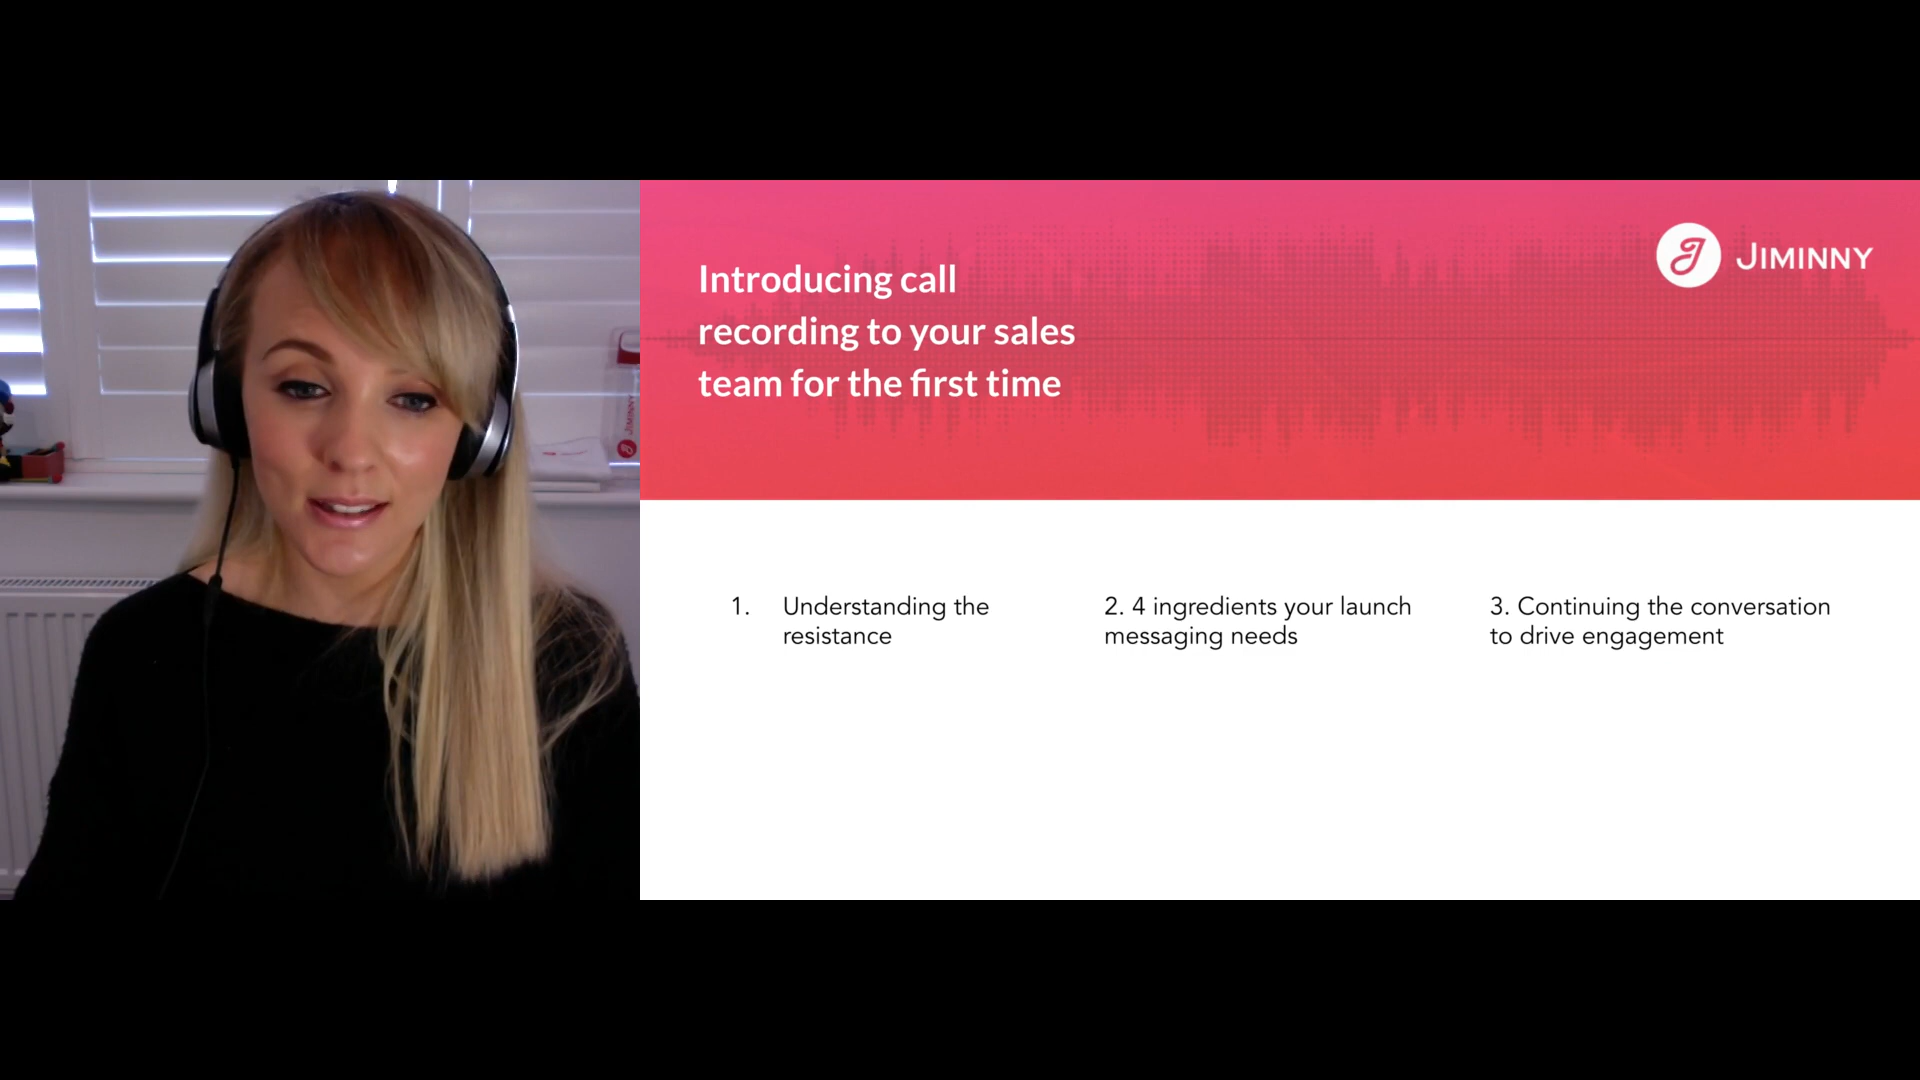 Introducing call
recording to your sales
team for the first time
JIMINNY
1. Understanding the
resistance
2. 4 ingredients your launch
messaging needs
3. Continuing the conversation
to drive engagement
JIMINNY